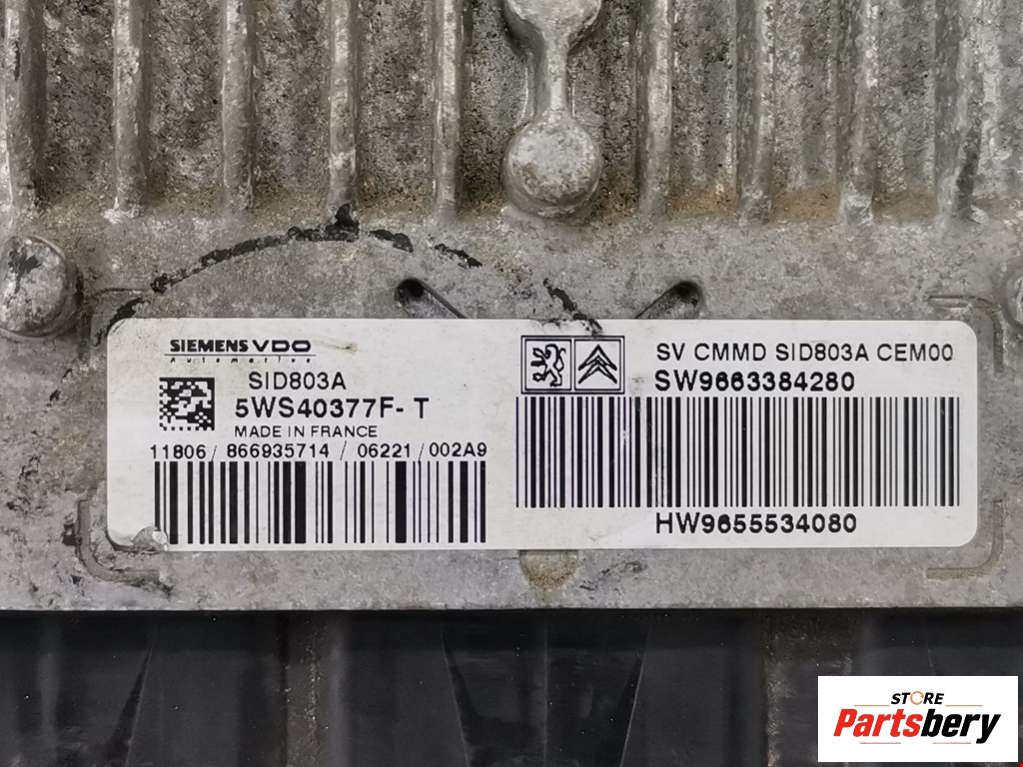 SIEMENS VDO
Automotive
SID803A
5WS40377F-T
MADE IN FRANCE
11806/866935714/06221/002A9
SV CMMD SID803A CEM00
SW9663384280
HW9655534080
STORE
Partsbery